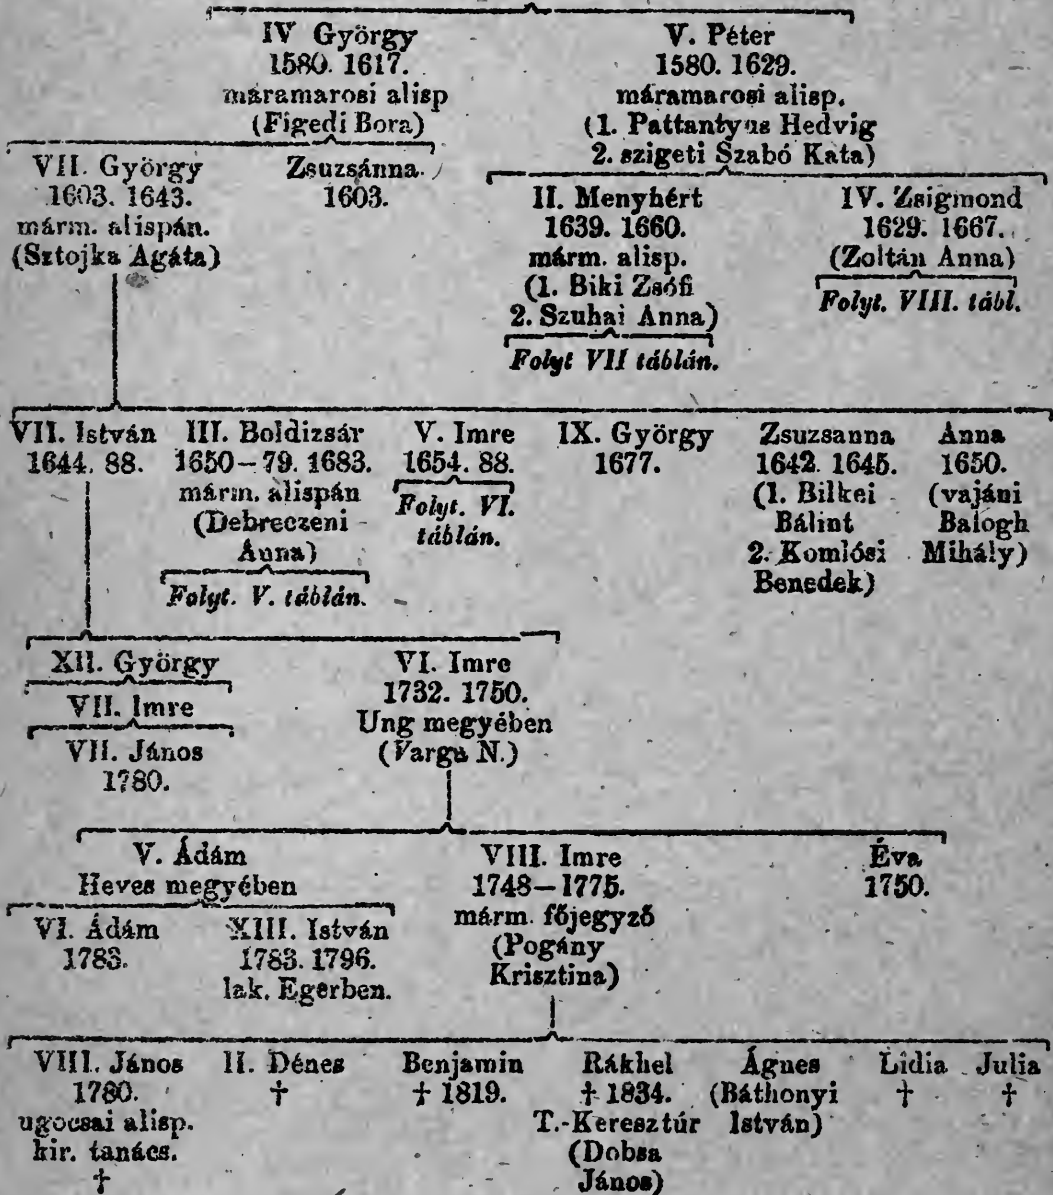 IV György V. Péter
1580. 1617. 1580. 1629.
máramarosi alisp máramarosi alisp.
(Figedi Bora) (1. Pattantyus Hedvig
2. szigeti Szabó Kata)
VII. György Zsuzsánna.
1603. 1643. 1603.
márm. alispán.
(Sztojka Agáta)
II. Menyhért IV. Zsigmond
1639. 1660. 1629. 1667.
márm. alisp. (Zoltán Anna)
(1. Biki Zsófi Folyt. VIII. tábl.
2. Szuhai Anna)
Folyt VII táblán.
VII. István III. Boldizsár V. Imre IX. György Zsuzsanna Anna
1644. 88. 1650–79. 1683. 1654. 88. 1677. 1642. 1645. 1650.
márm. alispán Folyt. VI. (1. Bilkei (vajáni
(Debreczeni táblán. Bálint Balogh
Anna) 2. Komlósi Mihály)
Folyt. V. táblán. Benedek)
XII. György VI. Imre
VII. Imre 1732. 1750.
VII. János Ung megyében
1780. (Varga N.)
V. Ádám VIII. Imre Éva
Heves megyében 1748–1775. 1750.
VI. Ádám XIII. István márm. főjegyző
1783. 1783. 1796. (Pogány
lak. Egerben. Krisztina)
VIII. János II. Dénes Benjamin Rákhel Ágnes Lidia Julia
1780. † † 1819. † 1834. (Báthonyi † †
ugocsai alisp. T.-Keresztúr István)
kir. tanács. (Dobsa
† János)